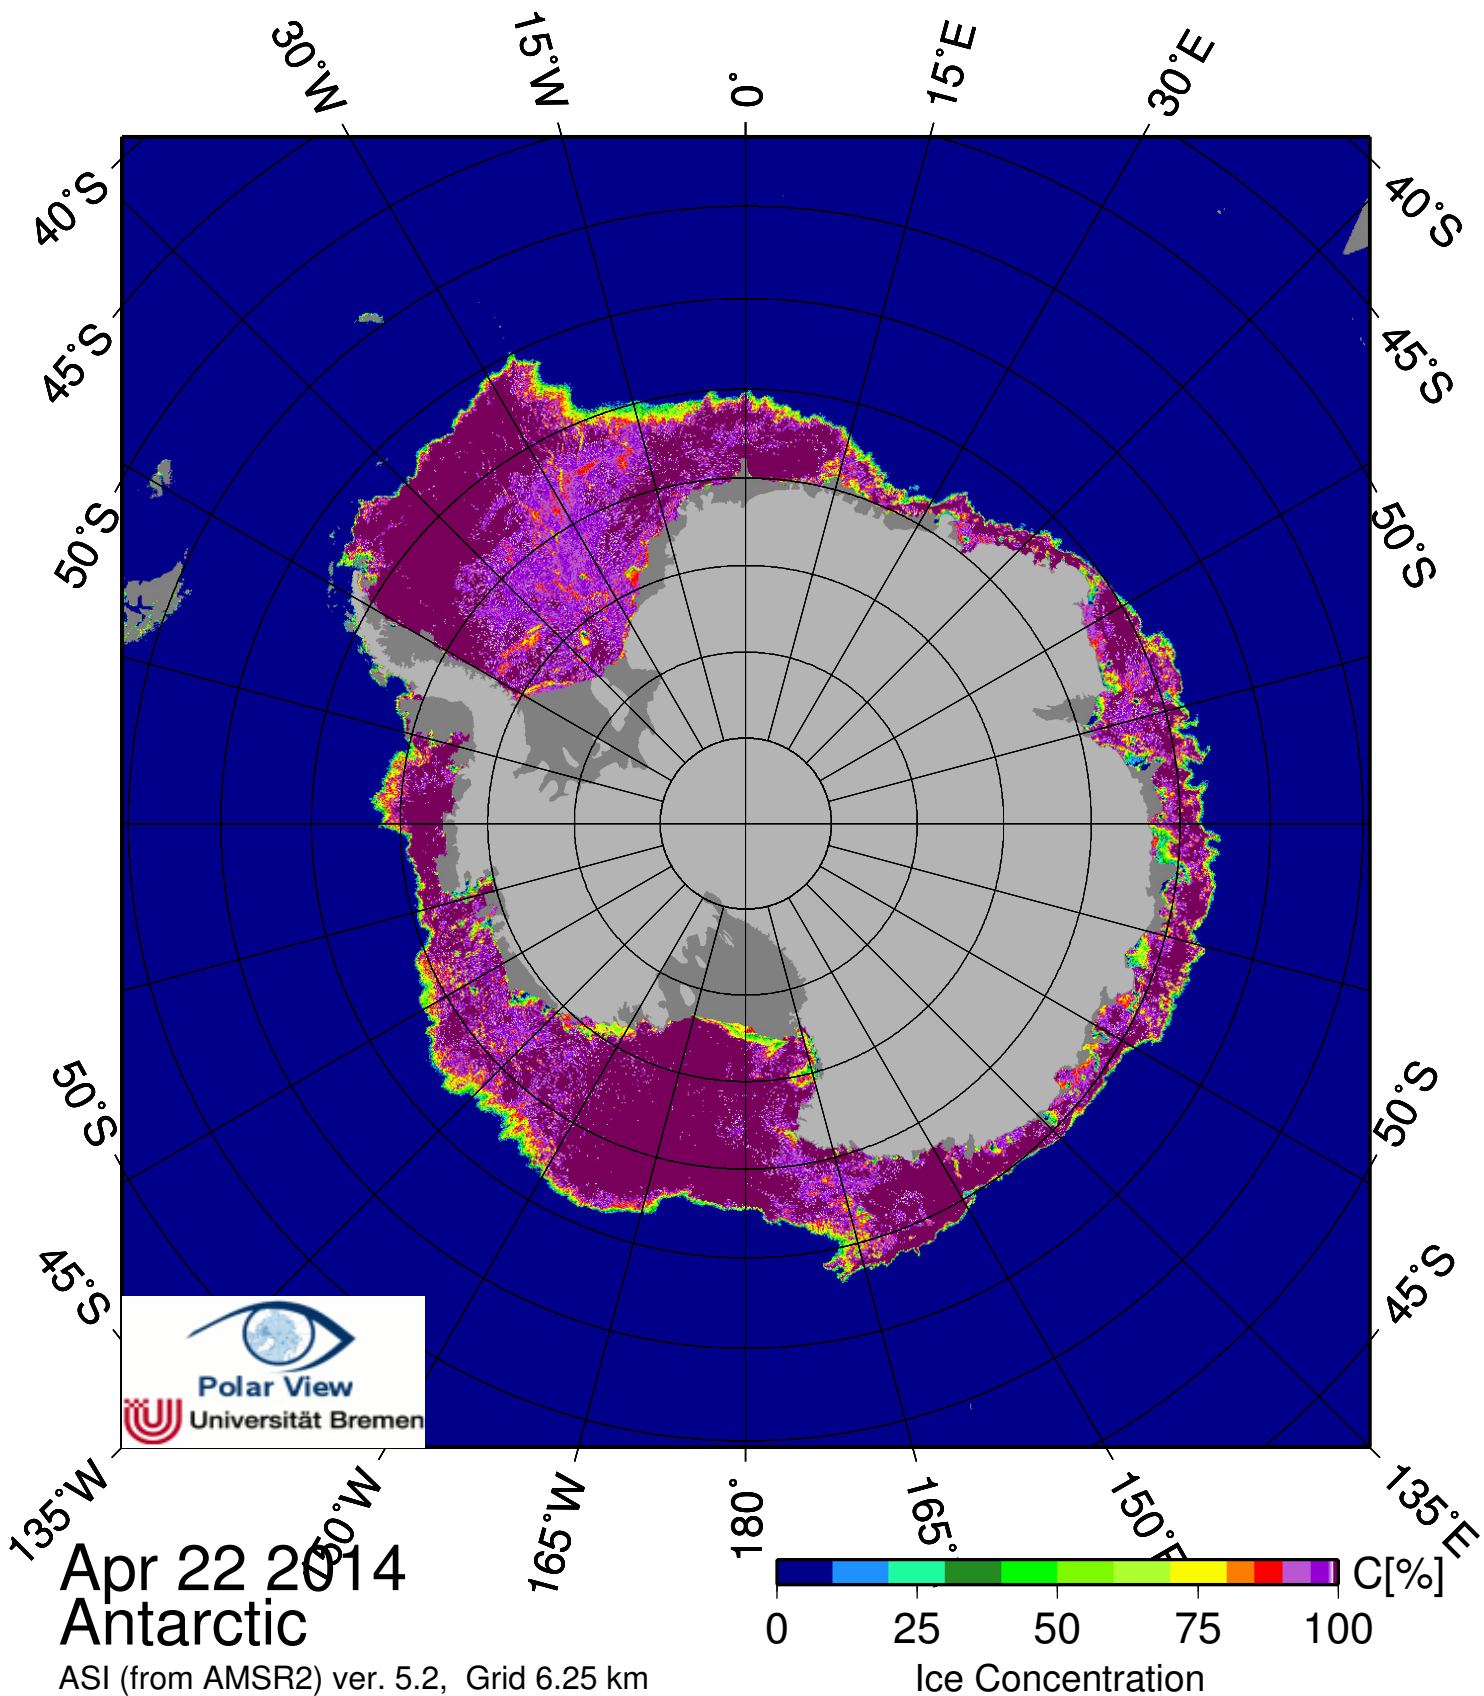 30°W
15°W
0°
15°E
30°E
40°S
40°S
45°S
45°S
50°S
50°S
50°S
50°S
45°S
45°S
Polar View
Universität Bremen
135°W
150°W
165°W
180°
165°
150°E
135°E
Apr 22 2014
Antarctic
ASI (from AMSR2) ver. 5.2, Grid 6.25 km
C[%]
0 25 50 75 100
Ice Concentration